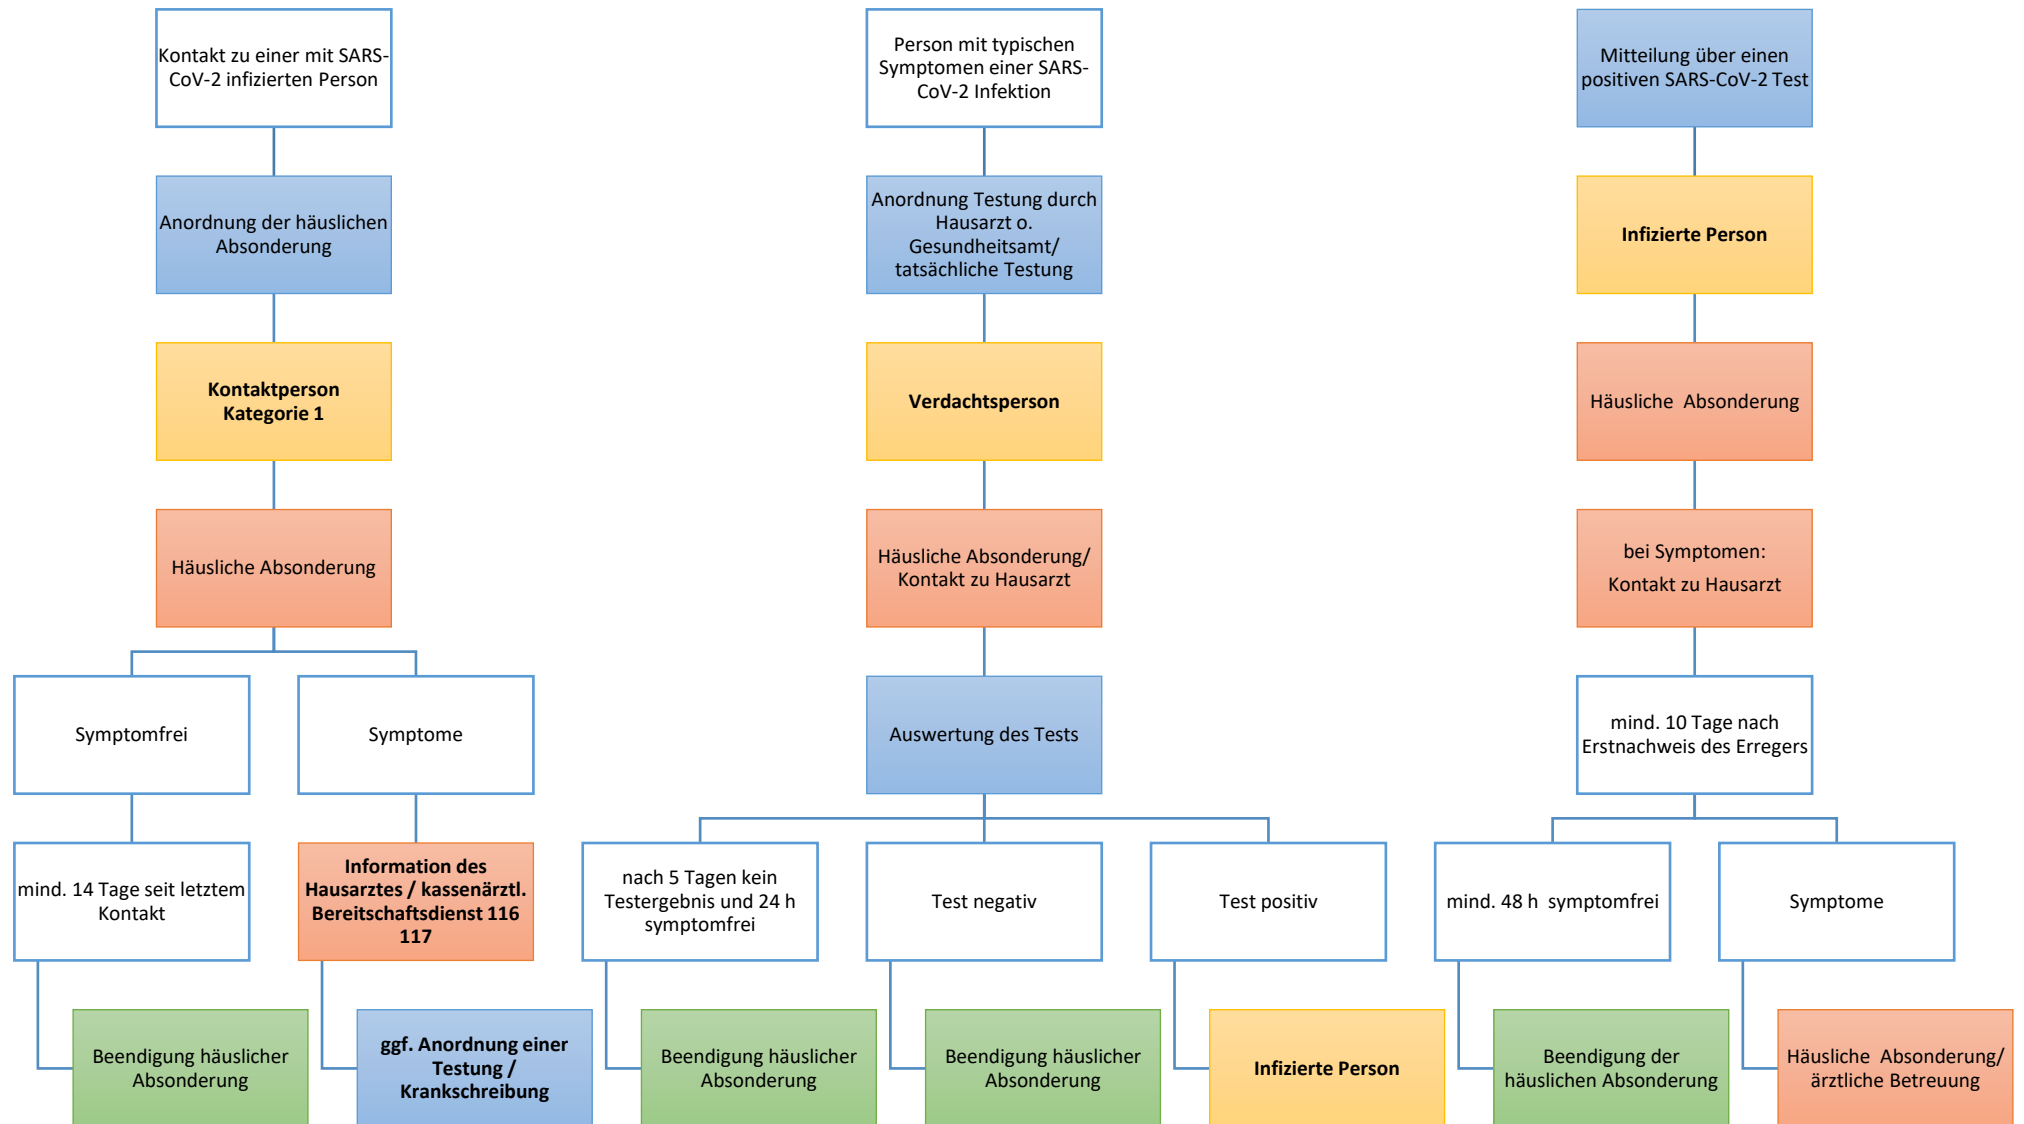 Kontakt zu einer mit SARS-
CoV-2 infizierten Person
Anordnung der häuslichen
Absonderung
Kontaktperson
Kategorie 1
Häusliche Absonderung
Symptomfrei
mind. 14 Tage seit letztem
Kontakt
Beendigung häuslicher
Absonderung
Symptome
Information des
Hausarztes / kassenärztl.
Bereitschaftsdienst 116
117
ggf. Anordnung einer
Testung /
Krankschreibung
Person mit typischen
Symptomen einer SARS-
CoV-2 Infektion
Anordnung Testung durch
Hausarzt o.
Gesundheitsamt/
tatsächliche Testung
Verdachtsperson
Häusliche Absonderung/
Kontakt zu Hausarzt
Auswertung des Tests
nach 5 Tagen kein
Testergebnis und 24 h
symptomfrei
Beendigung häuslicher
Absonderung
Test negativ
Beendigung häuslicher
Absonderung
Test positiv
Infizierte Person
Mitteilung über einen
positiven SARS-CoV-2 Test
Infizierte Person
Häusliche  Absonderung
bei Symptomen:
Kontakt zu Hausarzt
mind. 10 Tage nach
Erstnachweis des Erregers
mind. 48 h  symptomfrei
Beendigung der
häuslichen Absonderung
Symptome
Häusliche  Absonderung/
ärztliche Betreuung